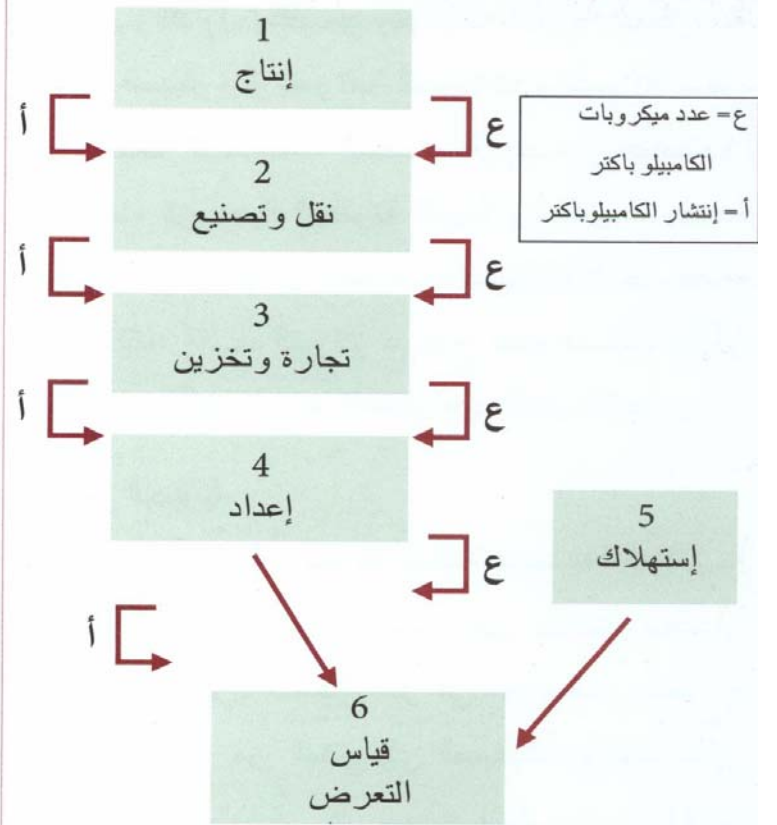 1
إنتاج
أ
ع
ع= عدد ميكروبات
الكامبيلو باكتر
أ = إنتشار الكامبيلوباكتر
2
نقل وتصنيع
أ
ع
3
تجارة وتخزين
أ
ع
4
إعداد
5
إستهلاك
ع
أ
6
قياس
التعرض